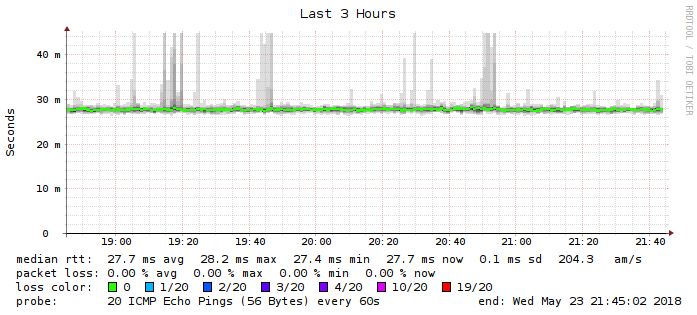 Last 3 Hours
RRDTOOL / TOBI OETIKER
Seconds
40 m
30 m
20 m
10 m
0
19:00 19:20 19:40 20:00 20:20 20:40 21:00 21:20 21:40
median rtt: 27.7 ms avg 28.2 ms max 27.4 ms min 27.7 ms now 0.1 ms sd 204.3 am/s
packet loss: 0.00 % avg 0.00 % max 0.00 % min 0.00 % now
loss color: 0 1/20 2/20 3/20 4/20 10/20 19/20
probe: 20 ICMP Echo Pings (56 Bytes) every 60s end: Wed May 23 21:45:02 2018